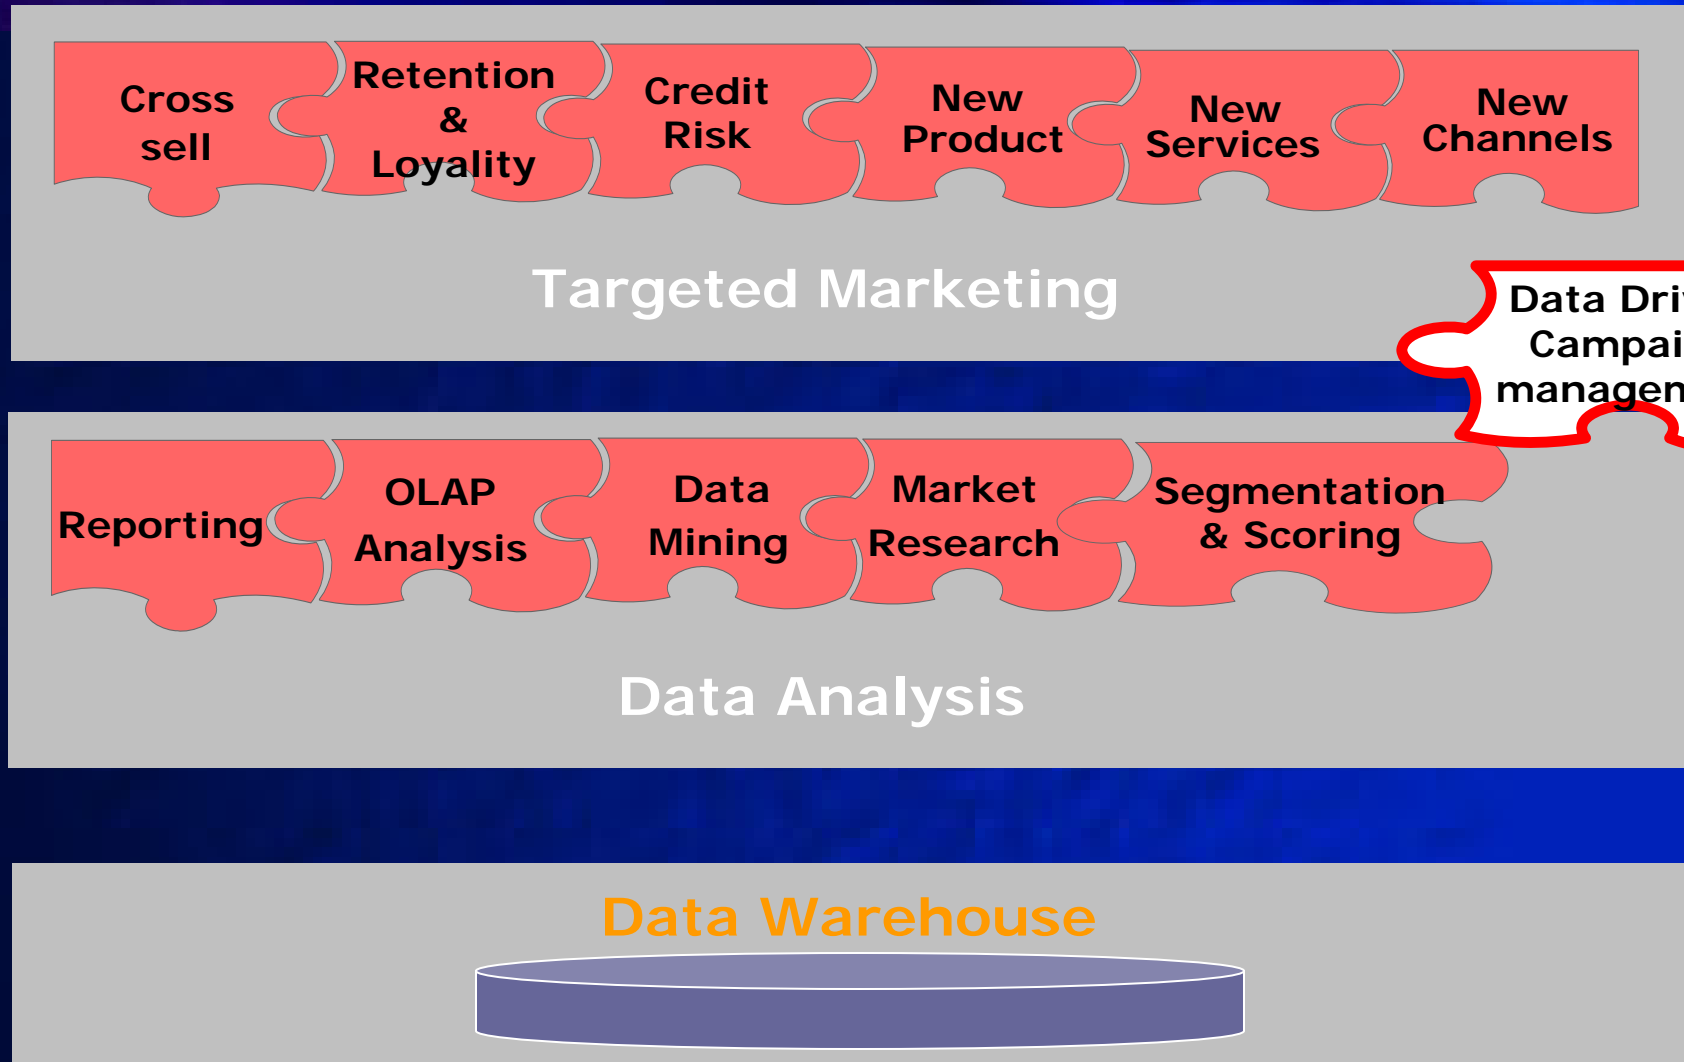 Cross
sell
Retention
&
Loyality
Credit
Risk
New
Product
New
Services
New
Channels
Targeted Marketing
Data
Reporting
OLAP
Analysis
Data
Mining
Market
Research
Segmentation
& Scoring
Data Analysis
Data Warehouse